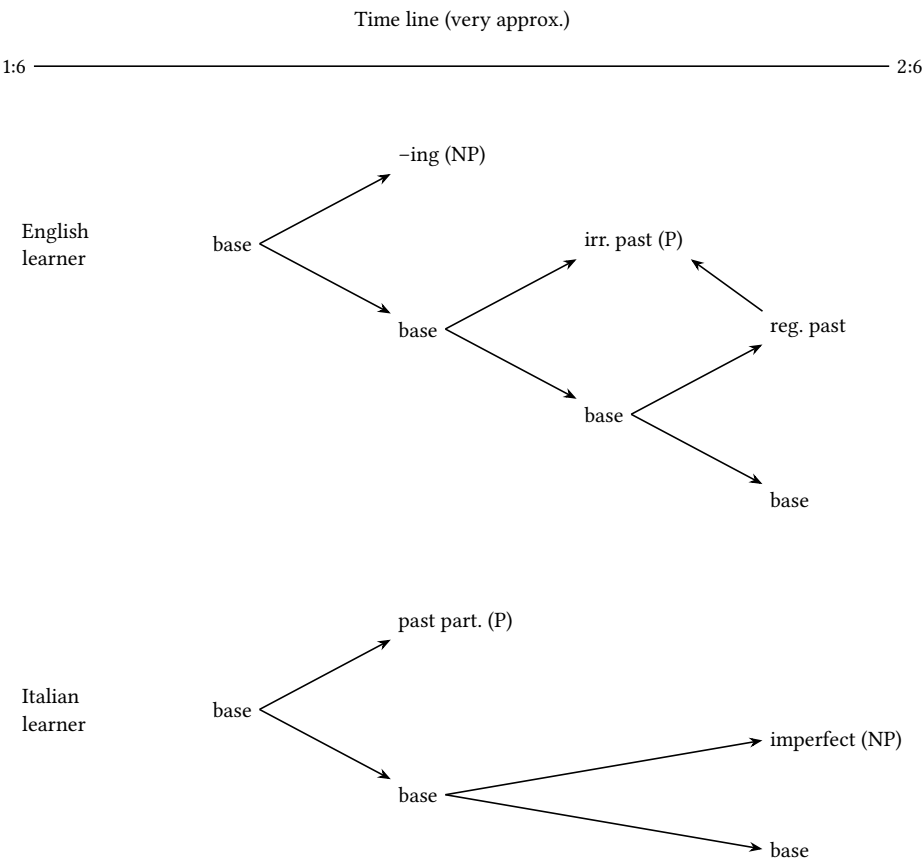 Time line (very approx.)
1:6 2:6
–ing (NP)
English
learner
base
irr. past (P)
base
reg. past
base
base
past part. (P)
Italian
learner
base
imperfect (NP)
base
base